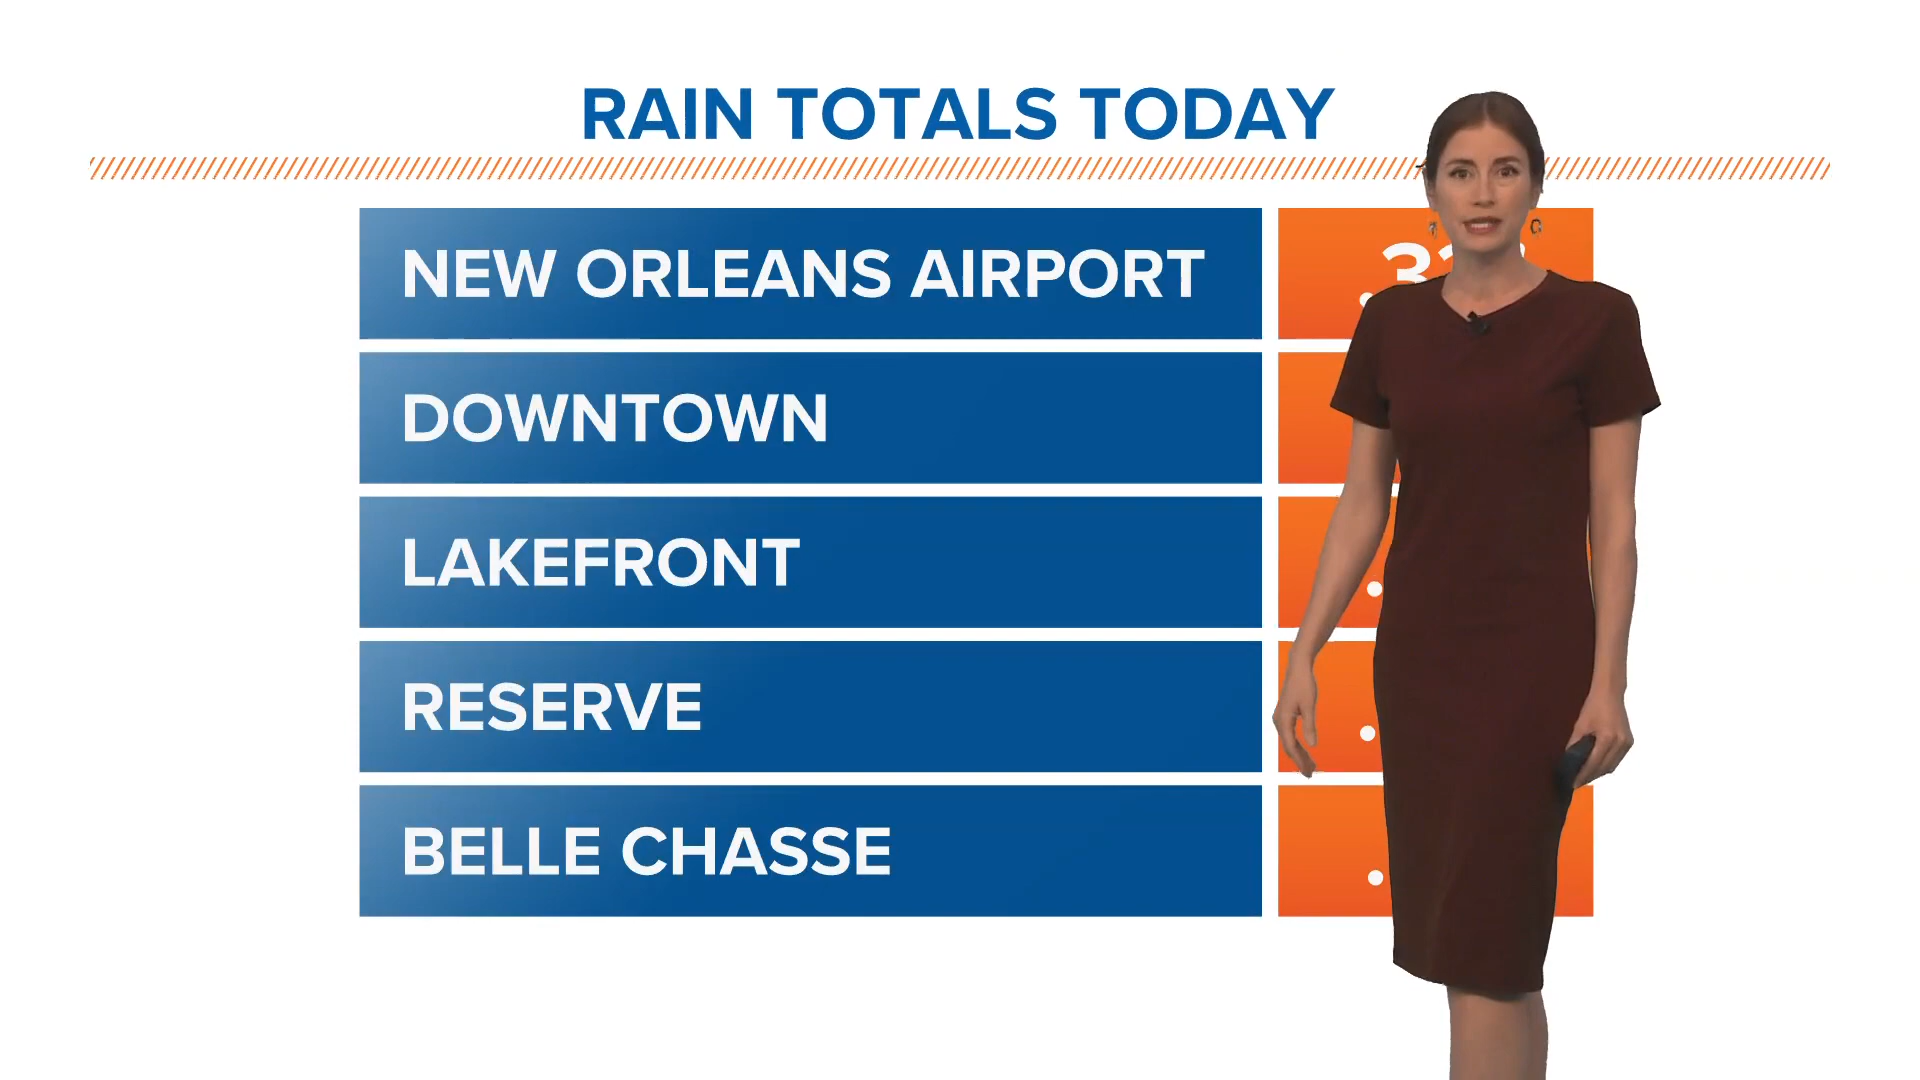 RAIN TOTALS TODAY
NEW ORLEANS AIRPORT
DOWNTOWN
LAKEFRONT
RESERVE
BELLE CHASSE